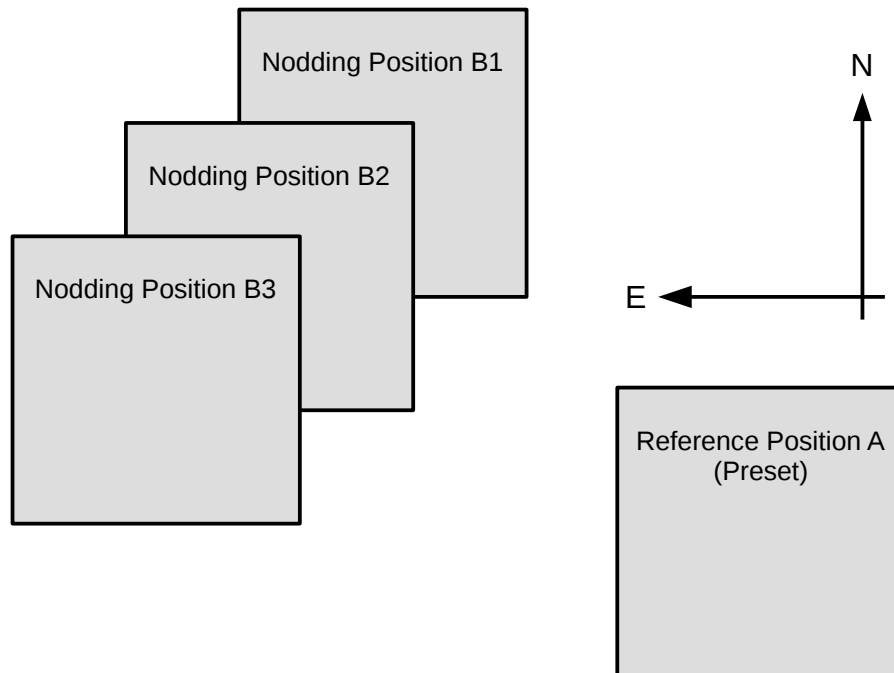 Nodding Position B1
N
Nodding Position B2
Nodding Position B3
E
Reference Position A
(Preset)